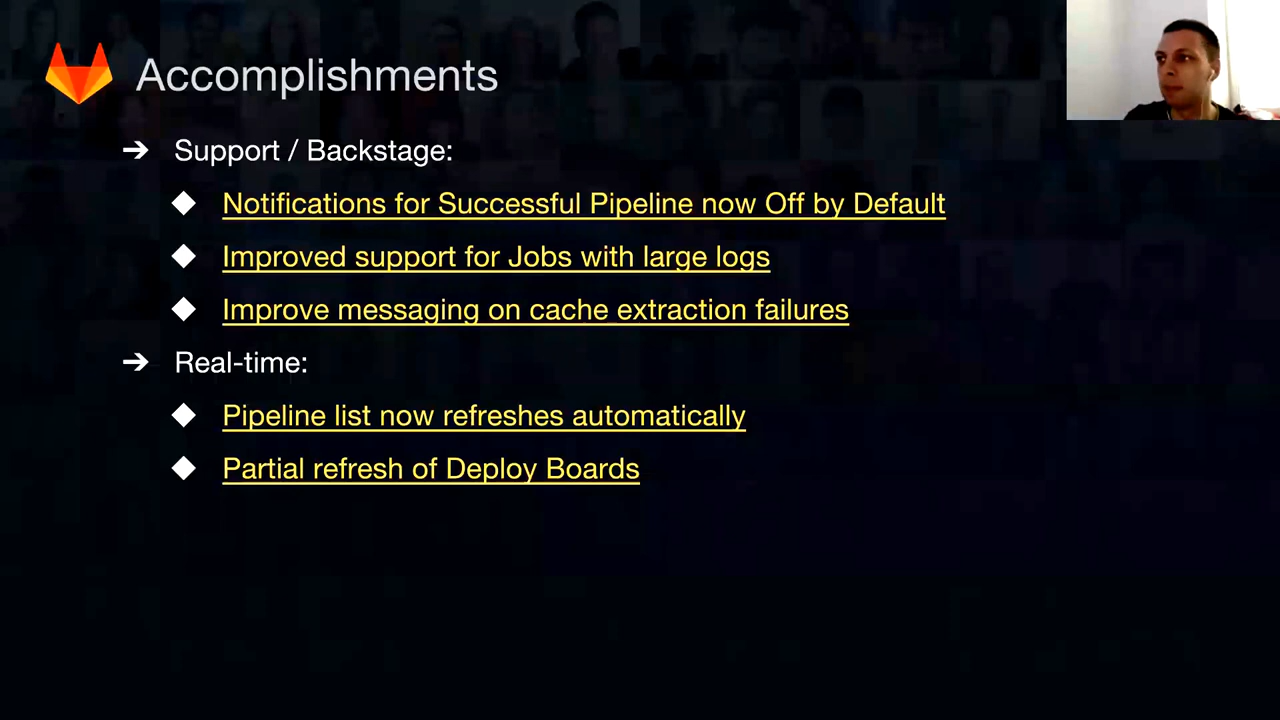 Accomplishments
➔ Support / Backstage:
◆ Notifications for Successful Pipeline now Off by Default
◆ Improved support for Jobs with large logs
◆ Improve messaging on cache extraction failures
➔ Real-time:
◆ Pipeline list now refreshes automatically
◆ Partial refresh of Deploy Boards